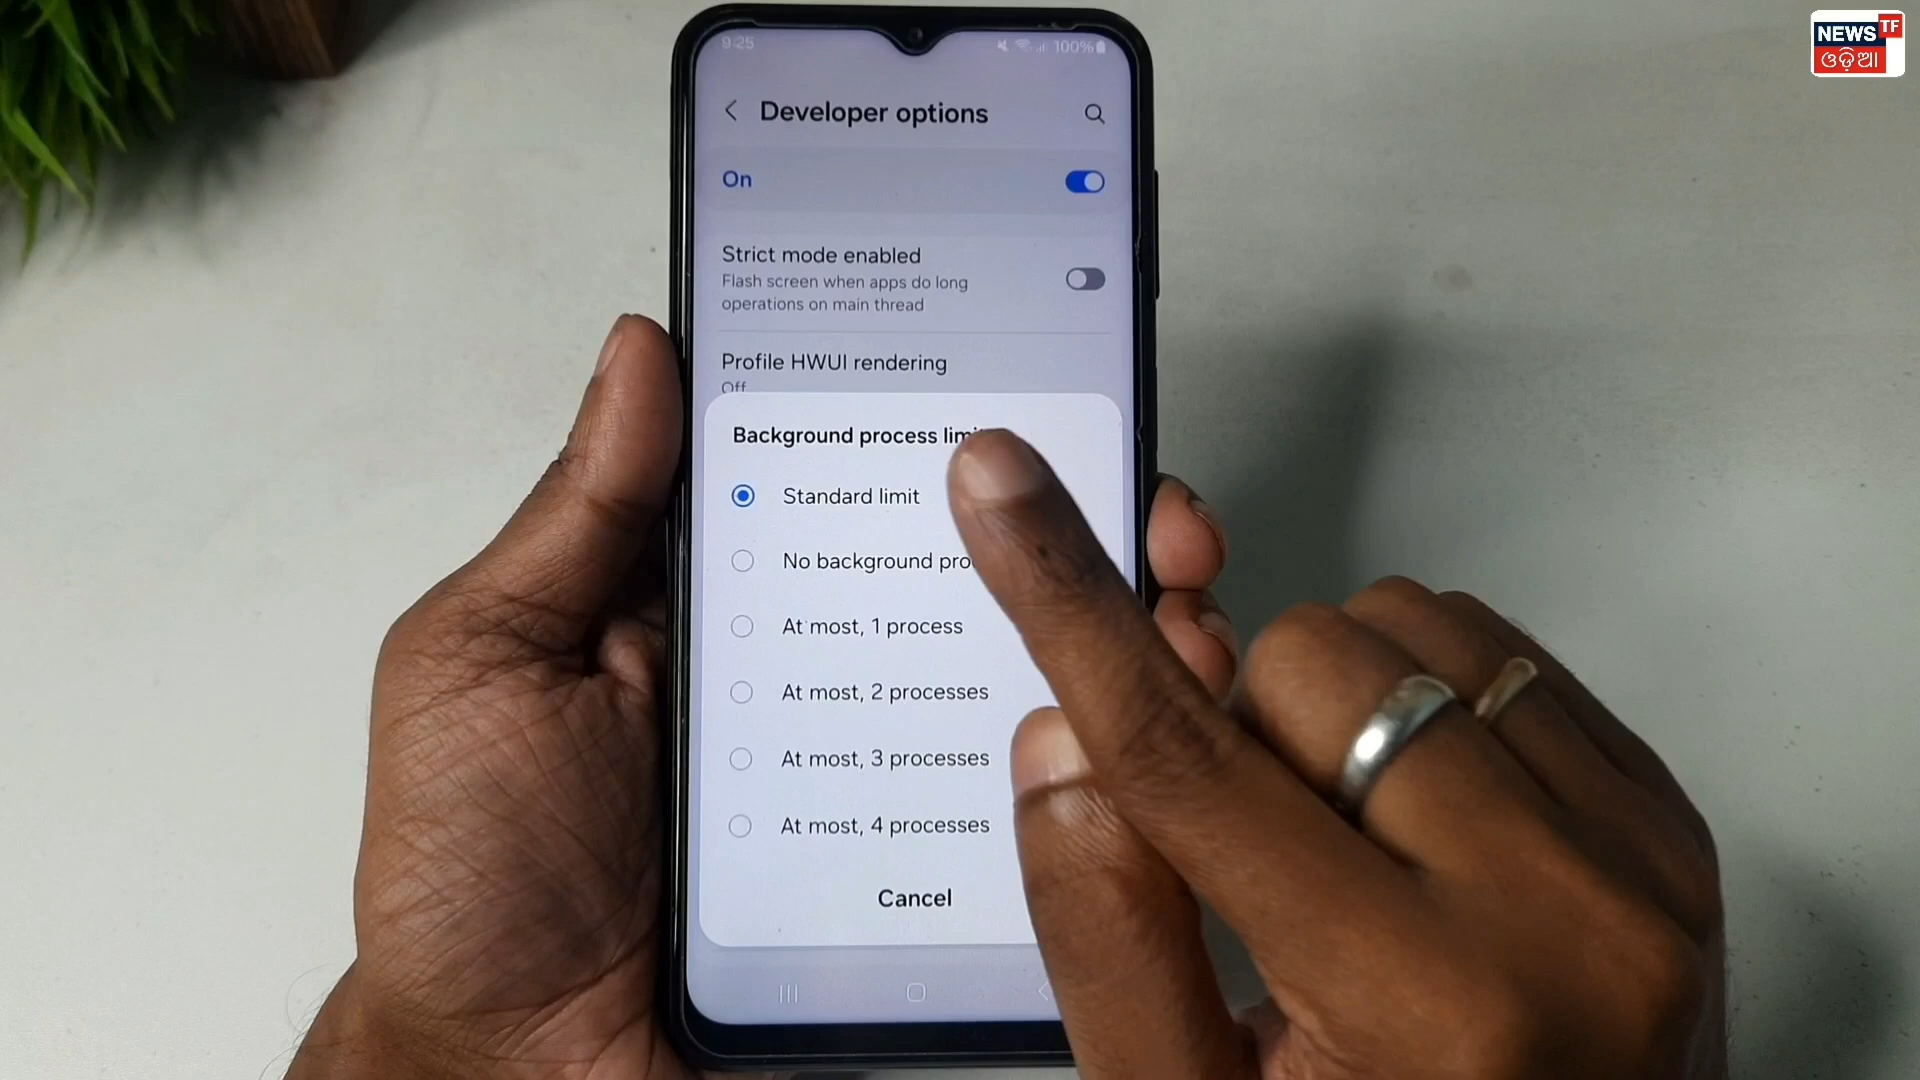 NEWS TF
ଓଡ଼ିଆ
9:25
100%
Developer options
On
Strict mode enabled
Flash screen when apps do long
operations on main thread
Profile HWUI rendering
Off
Background process
Standard limit
No background
At most, 1 process
At most, 2 processes
At most, 3 processes
At most, 4 processes
Cancel